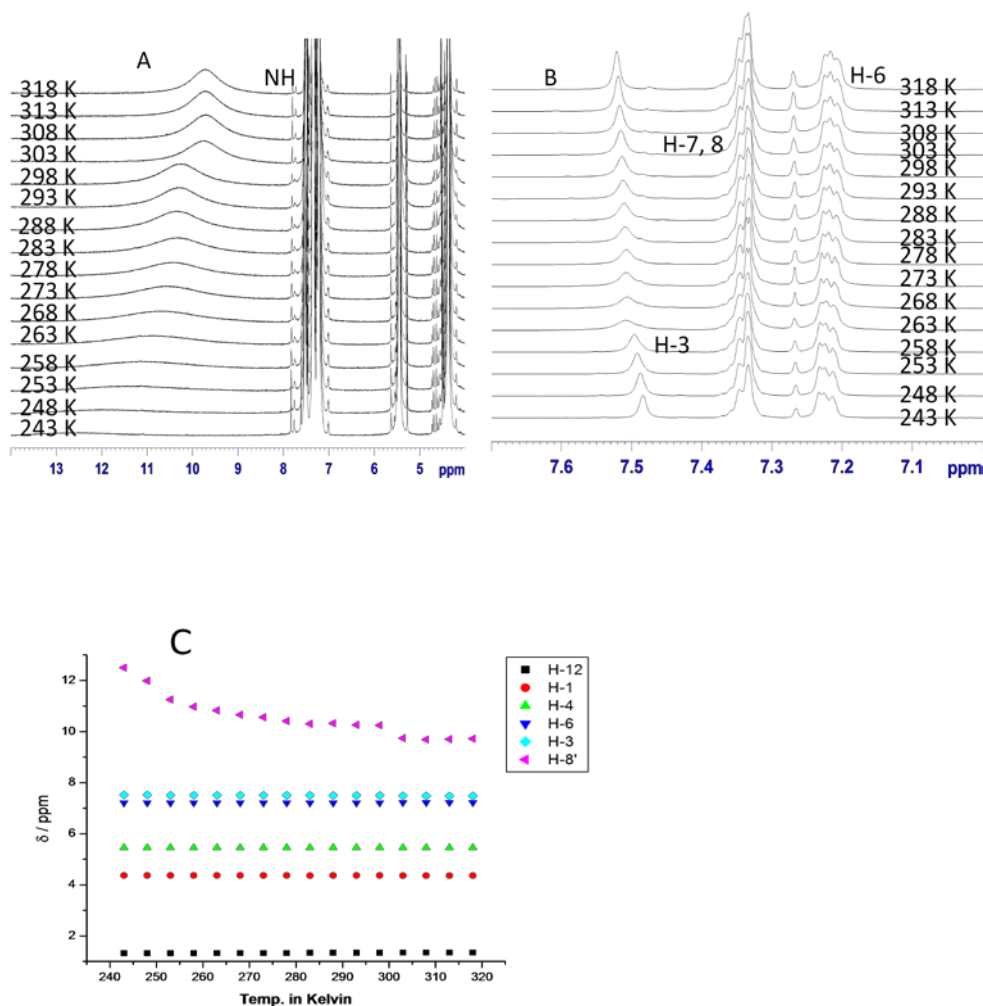 A
NH
318 K
313 K
308 K
303 K
298 K
293 K
288 K
283 K
278 K
273 K
268 K
263 K
258 K
253 K
248 K
243 K
13 12 11 10 9 8 7 6 5 ppm
B
H-6
318 K
313 K
308 K
H-7, 8
303 K
298 K
293 K
288 K
283 K
278 K
273 K
268 K
263 K
H-3
258 K
253 K
248 K
243 K
7.6 7.5 7.4 7.3 7.2 7.1 ppm
C
12
10
8
6
4
2
δ / ppm
240 250 260 270 280 290 300 310 320
Temp. in Kelvin
H-12
H-1
H-4
H-6
H-3
H-8'